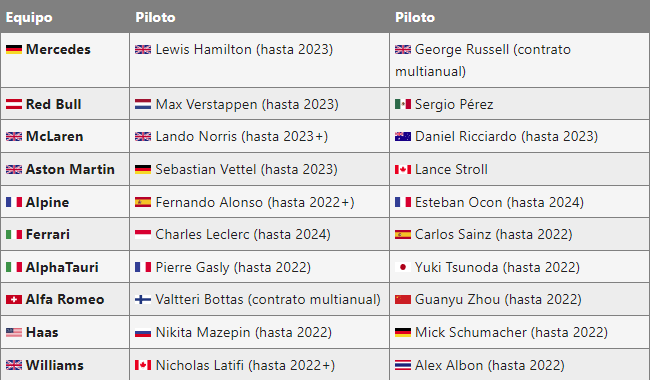 Equipo Piloto Piloto
Mercedes Lewis Hamilton (hasta 2023) George Russell (contrato
multianual)
Red Bull Max Verstappen (hasta 2023) Sergio Pérez
McLaren Lando Norris (hasta 2023+) Daniel Ricciardo (hasta 2023)
Aston Martin Sebastian Vettel (hasta 2023) Lance Stroll
Alpine Fernando Alonso (hasta 2022+) Esteban Ocon (hasta 2024)
Ferrari Charles Leclerc (hasta 2024) Carlos Sainz (hasta 2022)
AlphaTauri Pierre Gasly (hasta 2022) Yuki Tsunoda (hasta 2022)
Alfa Romeo Valtteri Bottas (contrato multianual) Guanyu Zhou (hasta 2022)
Haas Nikita Mazepin (hasta 2022) Mick Schumacher (hasta 2022)
Williams Nicholas Latifi (hasta 2022+) Alex Albon (hasta 2022)